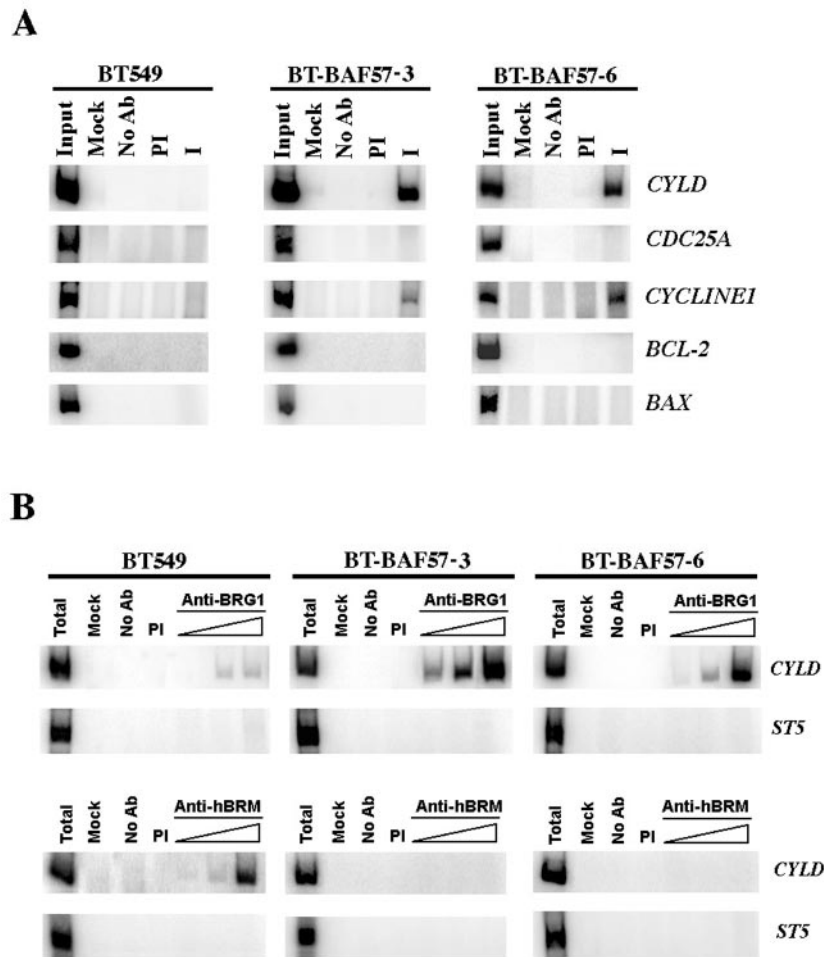 A
BT549 BT-BAF57-3 BT-BAF57-6
Input Mock No Ab PI I Input Mock No Ab PI I Input Mock No Ab PI I
CYLD
CDC25A
CYCLINE1
BCL-2
BAX
B
BT549 BT-BAF57-3 BT-BAF57-6
Total Mock No Ab PI Anti-BRG1 Total Mock No Ab PI Anti-BRG1 Total Mock No Ab PI Anti-BRG1
CYLD
ST5
Total Mock No Ab PI Anti-hBRM Total Mock No Ab PI Anti-hBRM Total Mock No Ab PI Anti-hBRM
CYLD
ST5